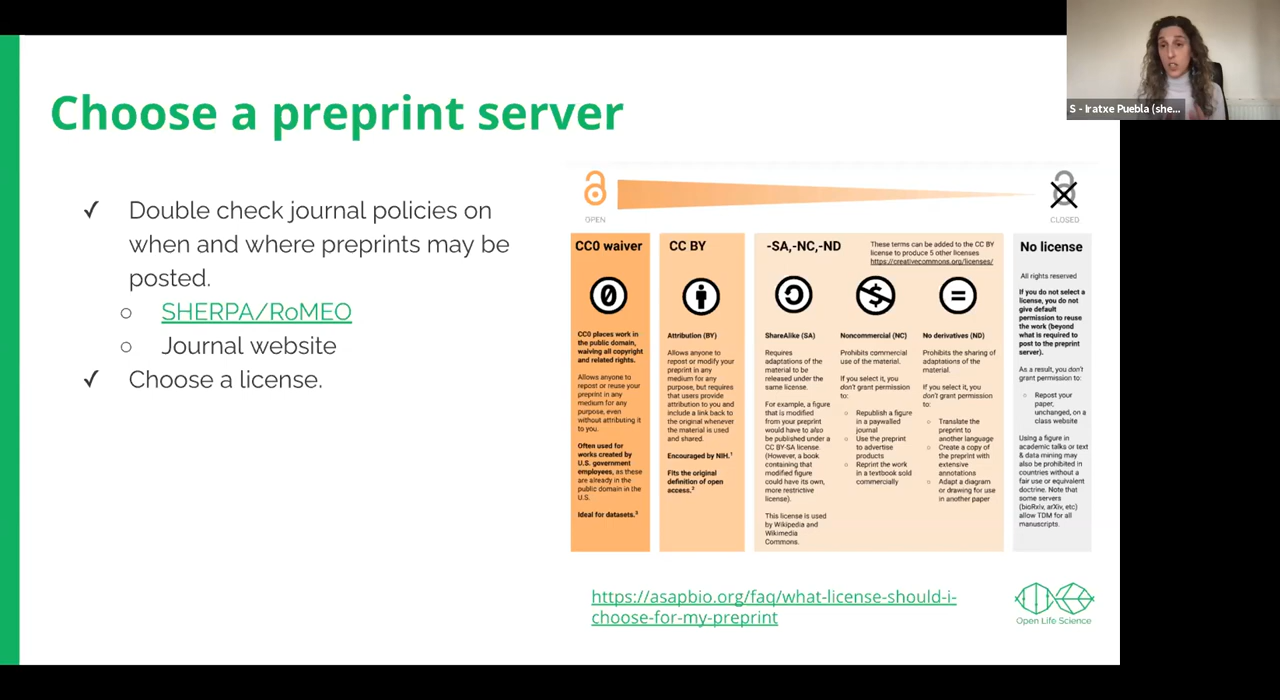 S - Iratxe Puebla (she...
Choose a preprint server
✓ Double check journal policies on
when and where preprints may be
posted.
○ SHERPA/RoMEO
○ Journal website
✓ Choose a license.
OPEN
CLOSED
CC0 waiver
CC0 places work in
the public domain,
waiving all copyright
and related rights.
Allows anyone to
repost or reuse your
preprint in any
medium for any
purpose, even
without attributing it
to you.
Often used for
works created by
U.S. government
employees, as these
are already in the
public domain in the
U.S.
Ideal for datasets.³
CC BY
Attribution (BY)
Allows anyone to
repost or modify your
preprint in any
medium for any
purpose, but requires
that users provide
attribution to you and
include a link back to
the original whenever
the material is used
and shared.
Encouraged by NIH.¹
Fits the original
definition of open
access.²
-SA,-NC,-ND
These terms can be added to the CC BY
license to produce 5 other licenses
https://creativecommons.org/licenses/
ShareAlike (SA)
Requires
adaptations of the
material to be
released under the
same license.
For example, a figure
that is modified
from your preprint
would have to also
be published under a
CC BY-SA license.
(However, a book
containing that
modified figure
could have its own,
more restrictive
license).
This license is used
by Wikipedia and
Wikimedia
Commons.
Noncommercial (NC)
Prohibits commercial
use of the material.
If you select it, you
don't grant permission
to:
○ Republish a figure
in a paywalled
journal
○ Use the preprint
to advertise
products
○ Reprint the work
in a textbook sold
commercially
No derivatives (ND)
Prohibits the sharing of
adaptations of the
material.
If you select it, you
don't grant permission
to:
○ Translate the
preprint to
another language
○ Create a copy of
the preprint with
extensive
annotations
○ Adapt a diagram
or drawing for use
in another paper
No license
All rights reserved
If you do not select a
license, you do not
give default
permission to reuse
the work (beyond
what is required to
post to the preprint
server).
As a result, you don't
grant permission to:
○ Repost your
paper,
unchanged, on a
class website
Using a figure in
academic talks or text
& data mining may
also be prohibited in
countries without a
fair use or equivalent
doctrine. Note that
some servers
(bioRxiv, arXiv, etc)
allow TDM for all
manuscripts.
https://asapbio.org/faq/what-license-should-i-
choose-for-my-preprint
Open Life Science